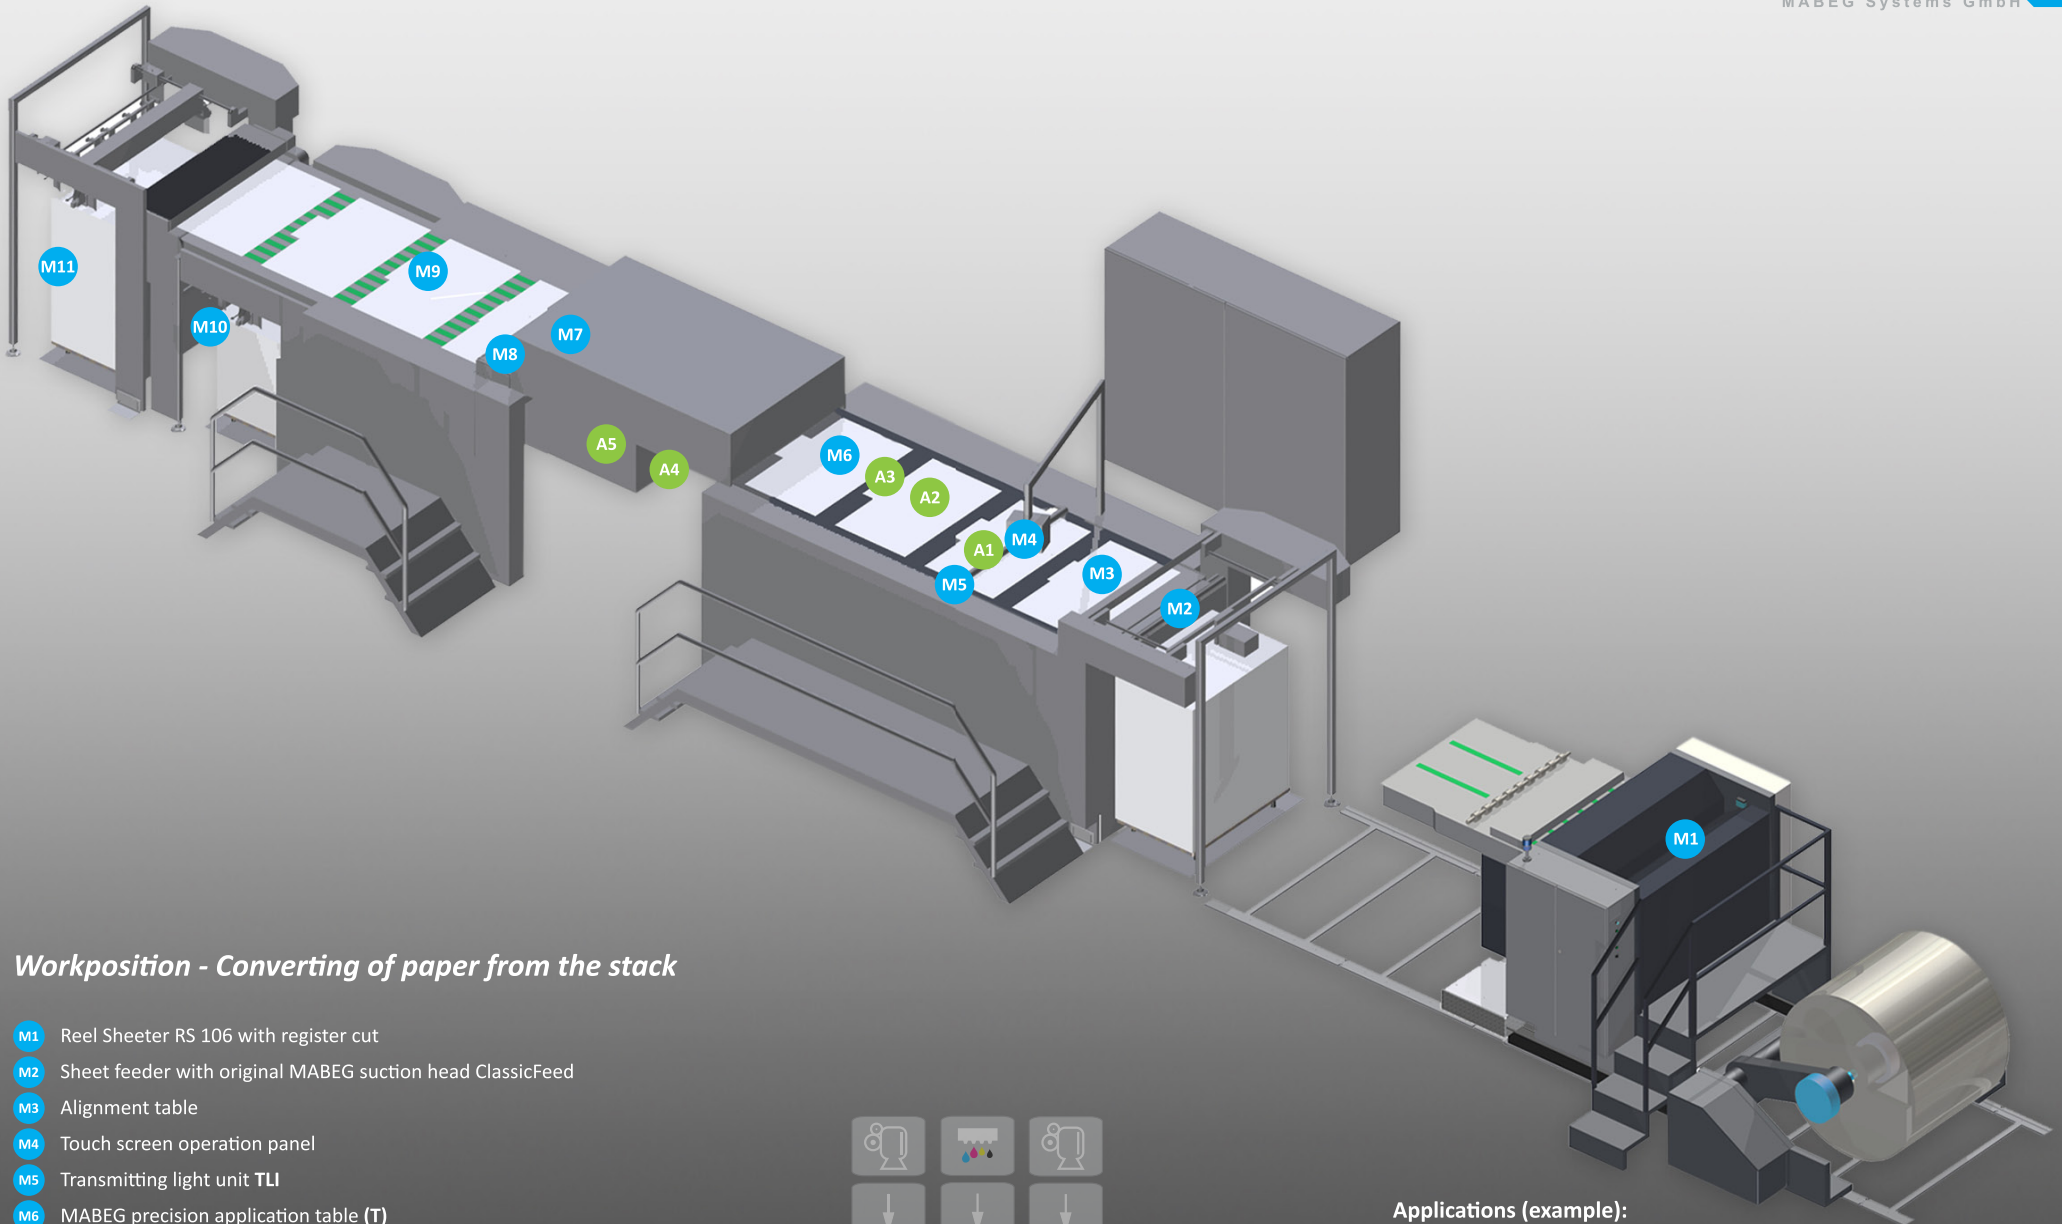 MABEG Systems GmbH
M11
M10
M9
M8
M7
A5
A4
M6
A3
A2
A1
M4
M5
M3
M2
M1
Workposition - Converting of paper from the stack
M1 Reel Sheeter RS 106 with register cut
M2 Sheet feeder with original MABEG suction head ClassicFeed
M3 Alignment table
M4 Touch screen operation panel
M5 Transmitting light unit TLI
M6 MABEG precision application table (T)
Applications (example):